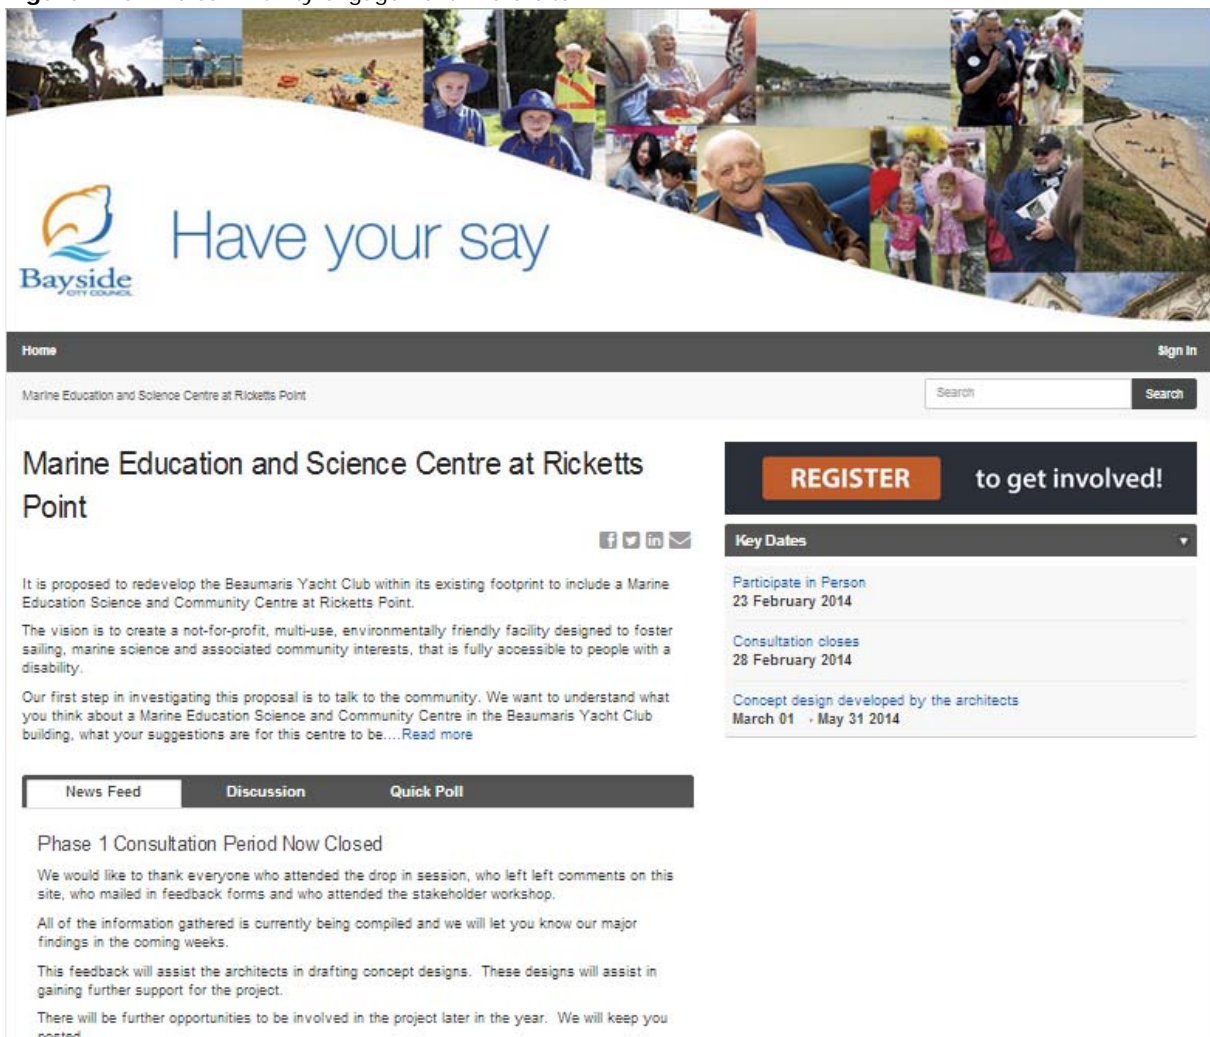 Have your say
Bayside
CITY COUNCIL
Home
Sign In
Marine Education and Science Centre at Ricketts Point
Search
Search
Marine Education and Science Centre at Ricketts
Point
It is proposed to redevelop the Beaumaris Yacht Club within its existing footprint to include a Marine
Education Science and Community Centre at Ricketts Point.
The vision is to create a not-for-profit, multi-use, environmentally friendly facility designed to foster
sailing, marine science and associated community interests, that is fully accessible to people with a
disability.
Our first step in investigating this proposal is to talk to the community. We want to understand what
you think about a Marine Education Science and Community Centre in the Beaumaris Yacht Club
building, what your suggestions are for this centre to be....Read more
REGISTER to get involved!
Key Dates
Participate in Person
23 February 2014
Consultation closes
28 February 2014
Concept design developed by the architects
March 01 - May 31 2014
News Feed Discussion Quick Poll
Phase 1 Consultation Period Now Closed
We would like to thank everyone who attended the drop in session, who left left comments on this
site, who mailed in feedback forms and who attended the stakeholder workshop.
All of the information gathered is currently being compiled and we will let you know our major
findings in the coming weeks.
This feedback will assist the architects in drafting concept designs. These designs will assist in
gaining further support for the project.
There will be further opportunities to be involved in the project later in the year. We will keep you